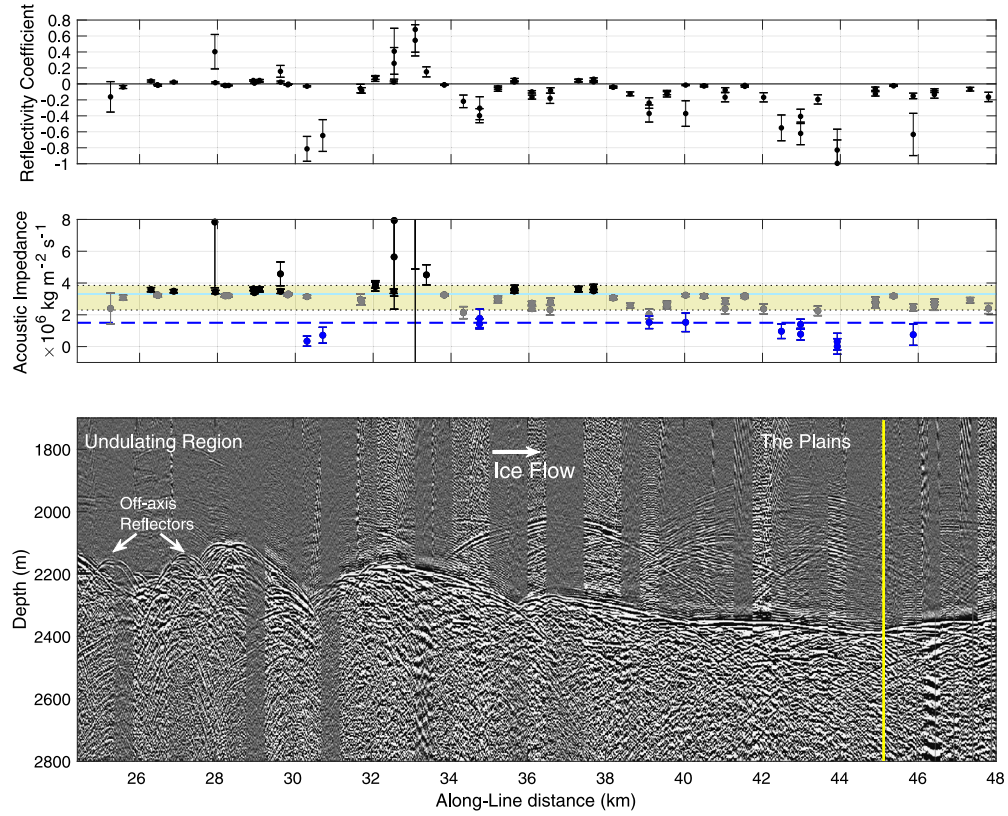 Reflectivity Coefficient
0.8
0.6
0.4
0.2
0
-0.2
-0.4
-0.6
-0.8
-1
Acoustic Impedance
×10⁶ kg m⁻² s⁻¹
8
6
4
2
0
Depth (m)
1800
2000
2200
2400
2600
2800
Undulating Region
The Plains
Ice Flow
Off-axis
Reflectors
26 28 30 32 34 36 38 40 42 44 46 48
Along-Line distance (km)